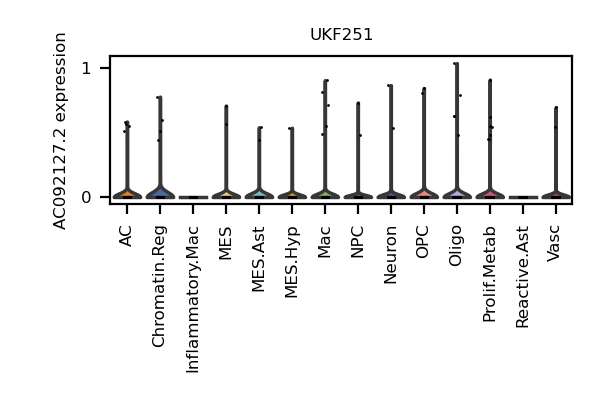 UKF251
AC092127.2 expression
1
0
AC
Chromatin.Reg
Inflammatory.Mac
MES
MES.Ast
MES.Hyp
Mac
NPC
Neuron
OPC
Oligo
Prolif.Metab
Reactive.Ast
Vasc